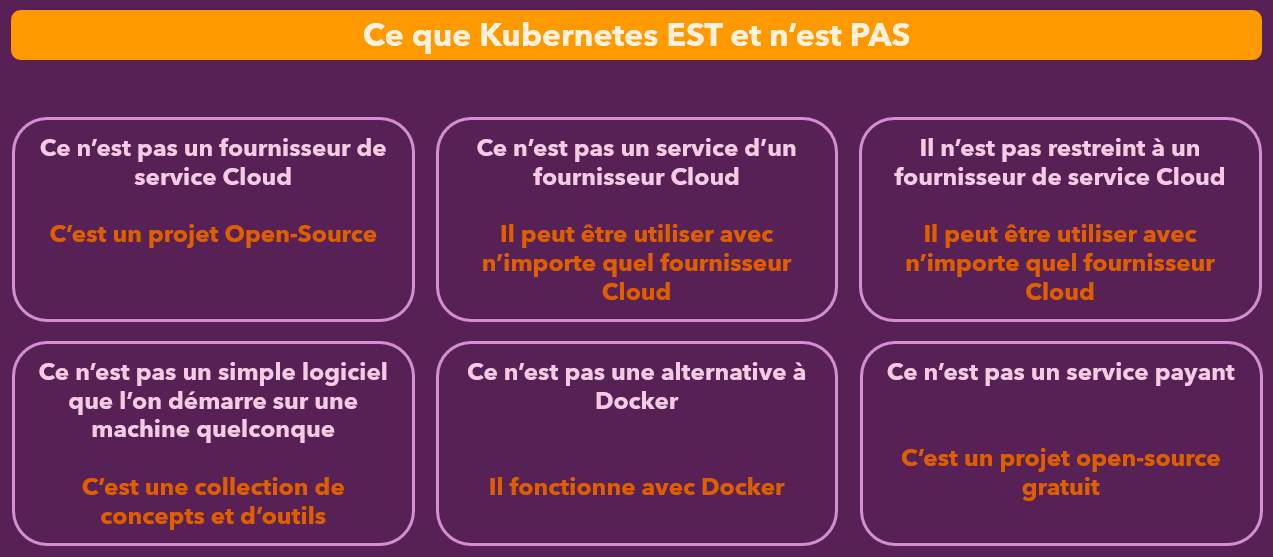 Ce que Kubernetes EST et n’est PAS
Ce n’est pas un fournisseur de
service Cloud
C’est un projet Open-Source
Ce n’est pas un service d’un
fournisseur Cloud
Il peut être utiliser avec
n’importe quel fournisseur
Cloud
Il n’est pas restreint à un
fournisseur de service Cloud
Il peut être utiliser avec
n’importe quel fournisseur
Cloud
Ce n’est pas un simple logiciel
que l’on démarre sur une
machine quelconque
C’est une collection de
concepts et d’outils
Ce n’est pas une alternative à
Docker
Il fonctionne avec Docker
Ce n’est pas un service payant
C’est un projet open-source
gratuit